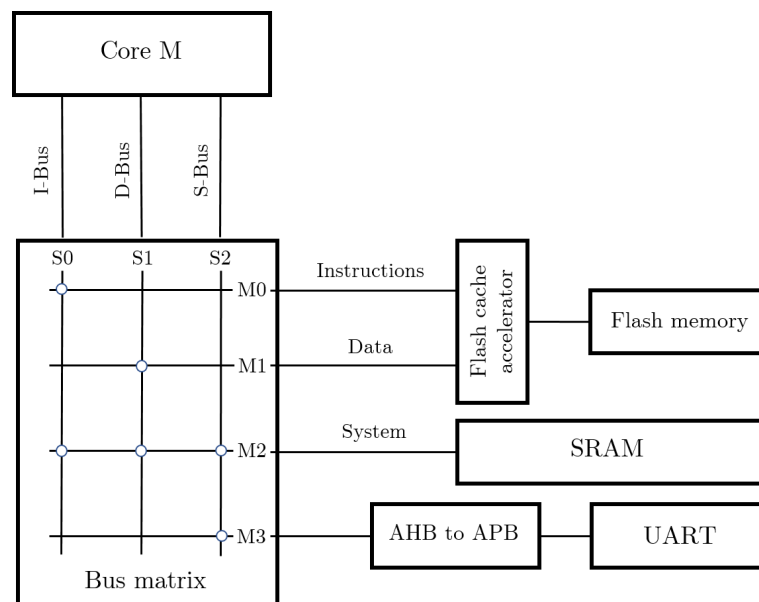 Core M
I-Bus
D-Bus
S-Bus
S0 S1 S2
M0
Instructions
Flash cache
accelerator
Flash memory
M1
Data
M2
System
SRAM
M3
AHB to APB
UART
Bus matrix